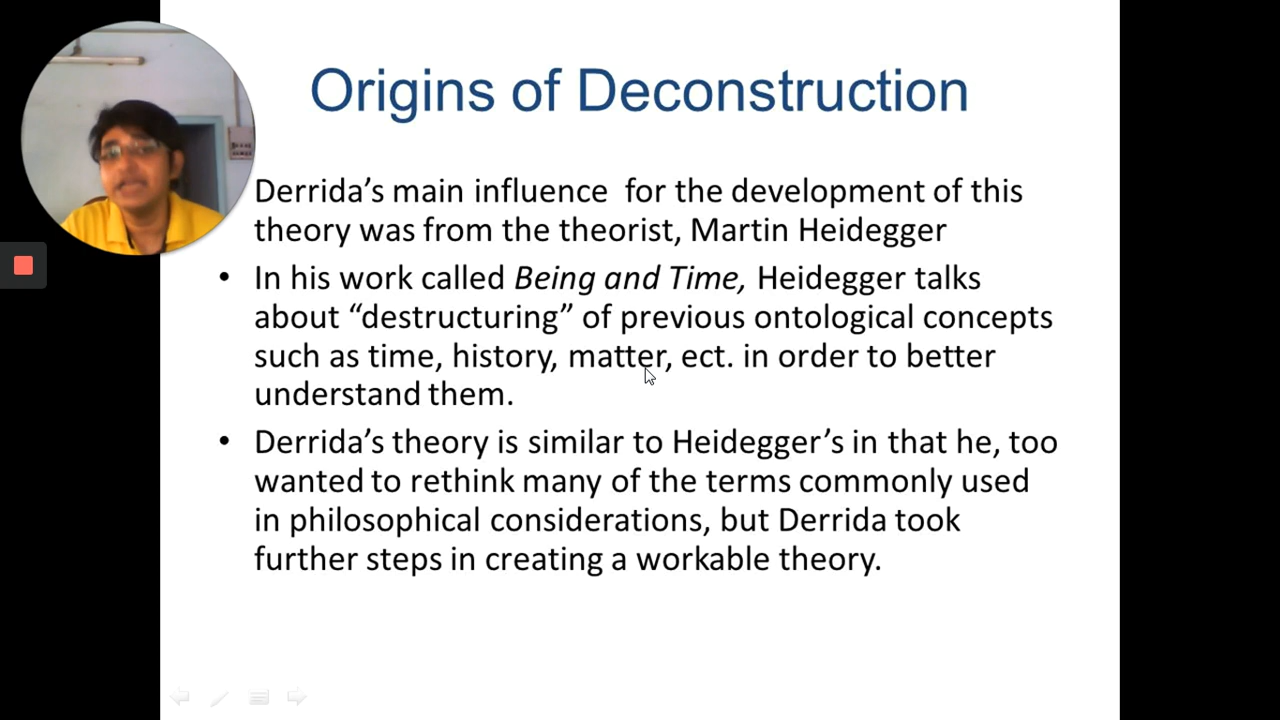 Origins of Deconstruction
Derrida’s main influence  for the development of this
theory was from the theorist, Martin Heidegger
• In his work called Being and Time, Heidegger talks
about “destructuring” of previous ontological concepts
such as time, history, matter, ect. in order to better
understand them.
• Derrida’s theory is similar to Heidegger’s in that he, too
wanted to rethink many of the terms commonly used
in philosophical considerations, but Derrida took
further steps in creating a workable theory.